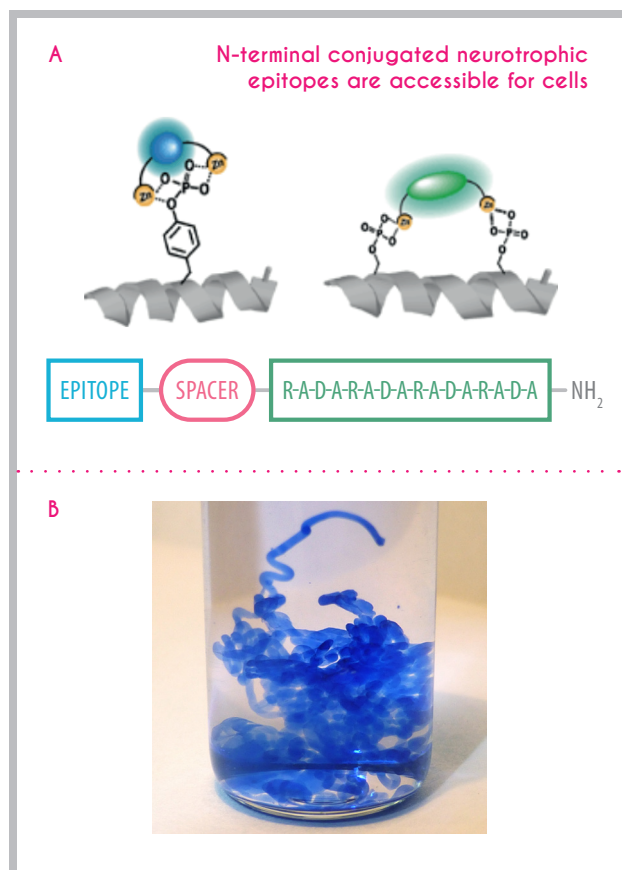 A
N-terminal conjugated neurotrophic
epitopes are accessible for cells
Zn
Zn
O
O
O
P
O
Zn
Zn
O
O
O=P
P=O
O
O
O
O
EPITOPE
SPACER
R-A-D-A-R-A-D-A-R-A-D-A-R-A-D-A
NH₂
B